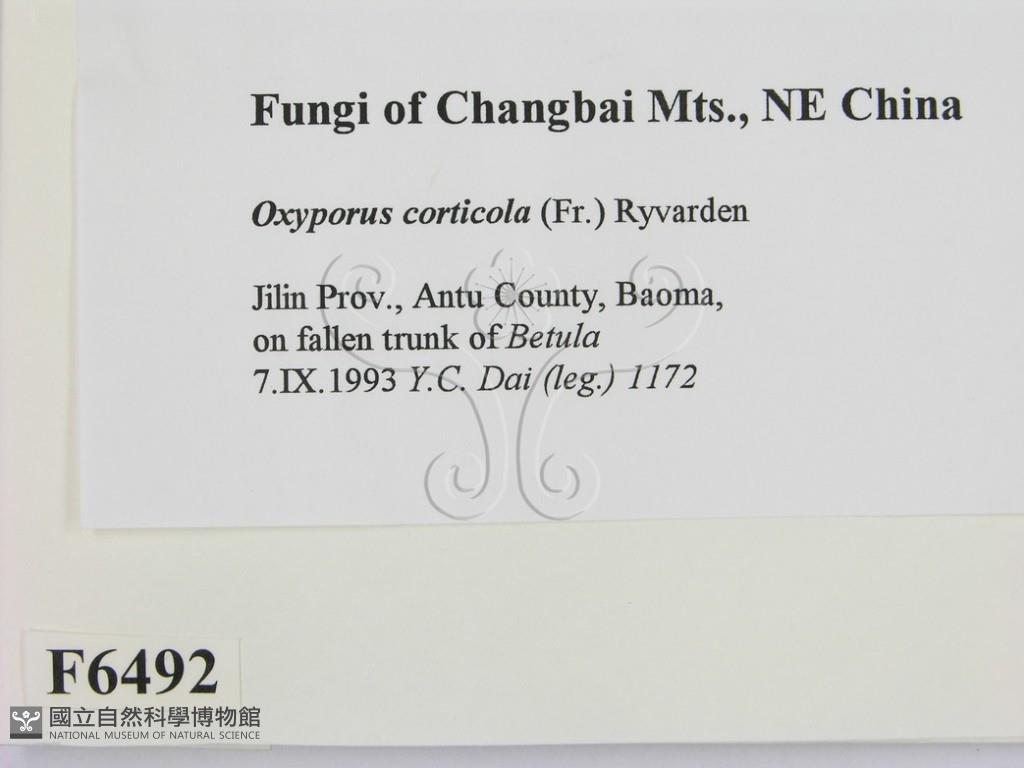 Fungi of Changbai Mts., NE China
Oxyporus corticola (Fr.) Ryvarden
Jilin Prov., Antu County, Baoma,
on fallen trunk of Betula
7.IX.1993 Y.C. Dai (leg.) 1172
F6492
國立自然科學博物館
NATIONAL MUSEUM OF NATURAL SCIENCE